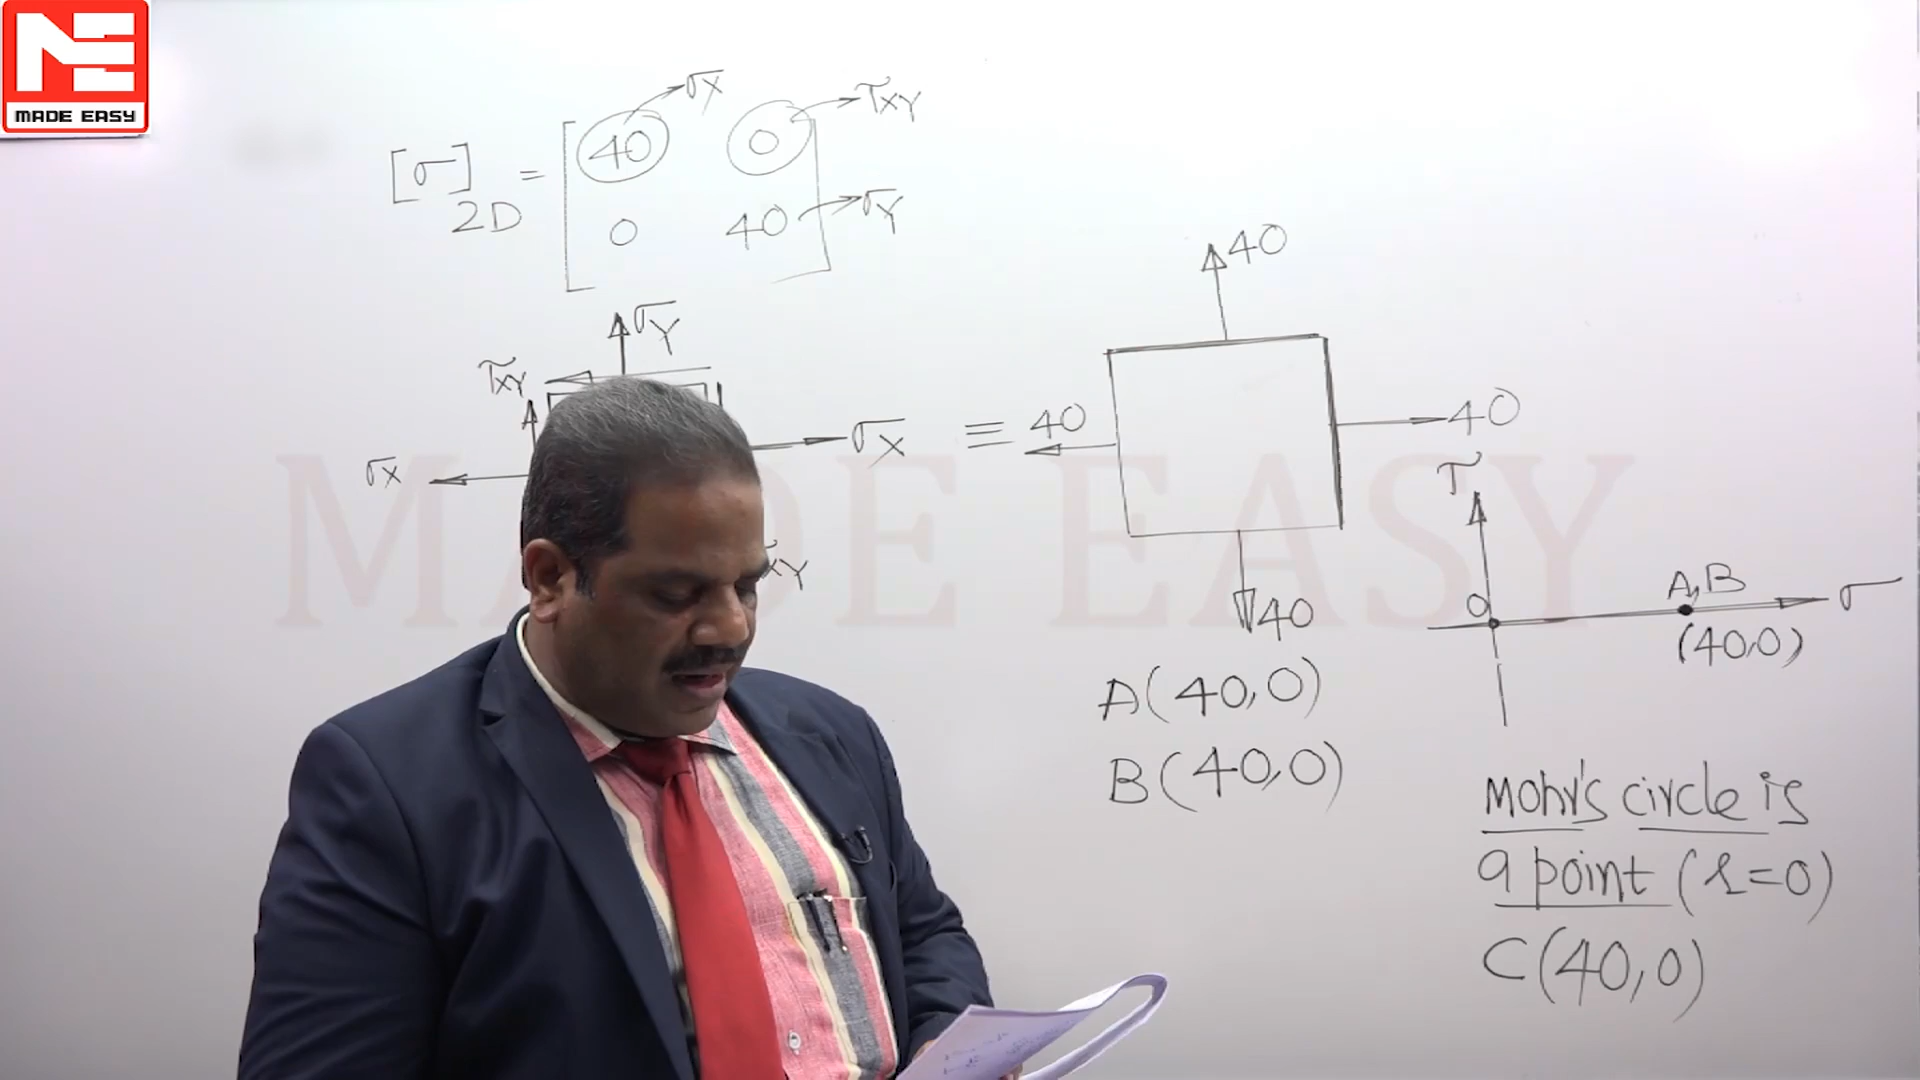 ME
MADE EASY
[σ]2D = [40 0
0 40]
σx
τxy
σy
σy
τxy
σx
σx
xy
≡
40
40
40
40
A(40,0)
B(40,0)
τ
0
A,B
σ
(40,0)
Mohr's circle is
a point (r=0)
C(40,0)
MADE EASY